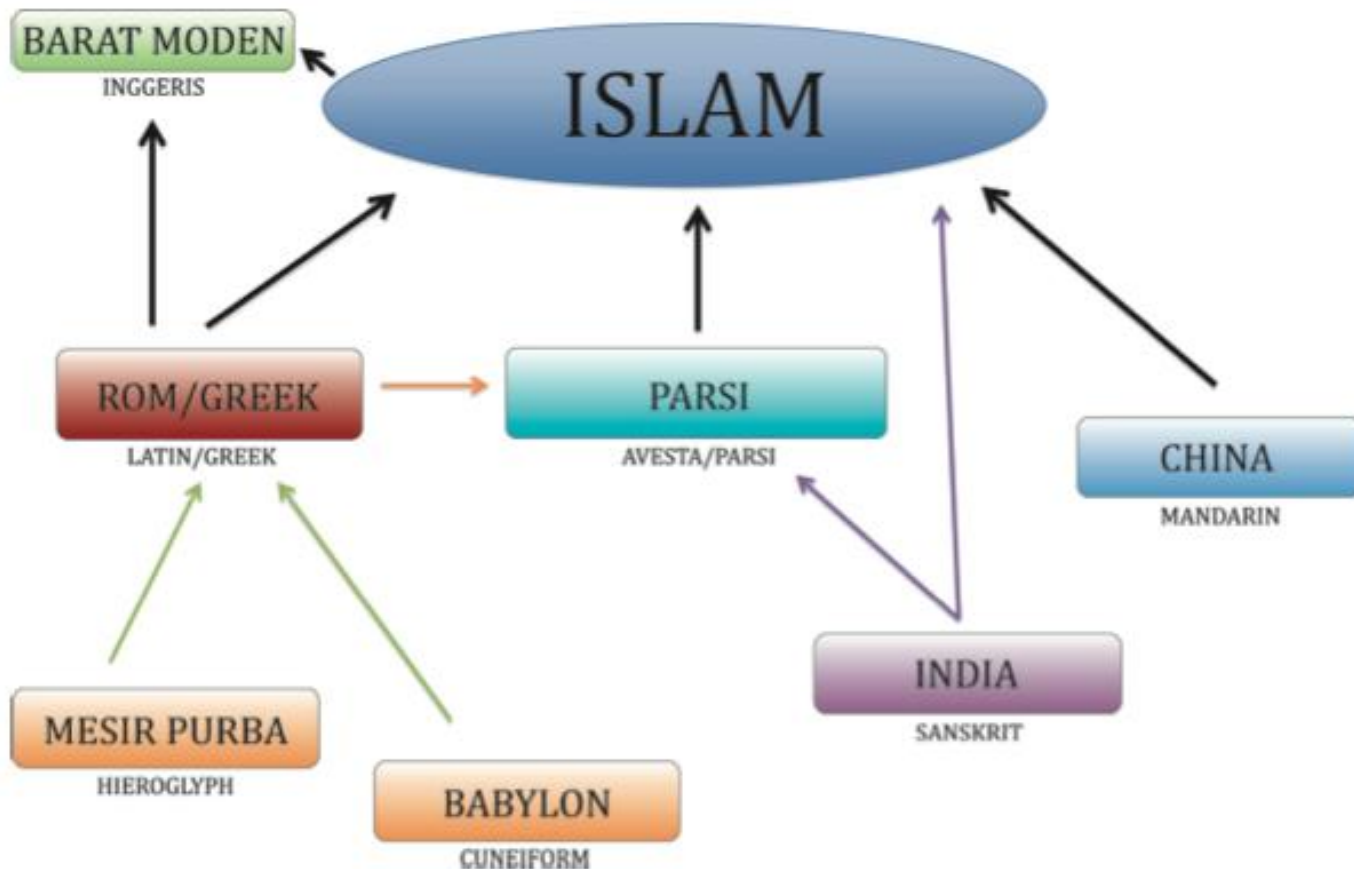 BARAT MODEN
INGGERIS
ISLAM
ROM/GREEK
LATIN/GREEK
PARSI
AVESTA/PARSI
CHINA
MANDARIN
INDIA
SANSKRIT
MESIR PURBA
HIEROGLYPH
BABYLON
CUNEIFORM